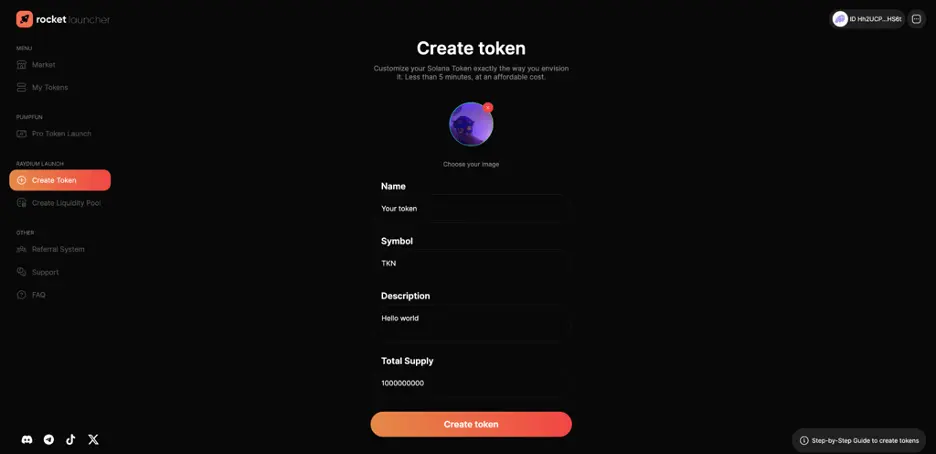 rocket launcher
ID Hh2UCP...HS6t
MENU
Market
My Tokens
PUMPFUN
Pro Token Launch
RAYDIUM LAUNCH
Create Token
Create Liquidity Pool
OTHER
Referral System
Support
FAQ
Create token
Customize your Solana Token exactly the way you envision
it. Less than 5 minutes, at an affordable cost.
Choose your image
Name
Your token
Symbol
TKN
Description
Hello world
Total Supply
1000000000
Create token
Step-by-Step Guide to create tokens